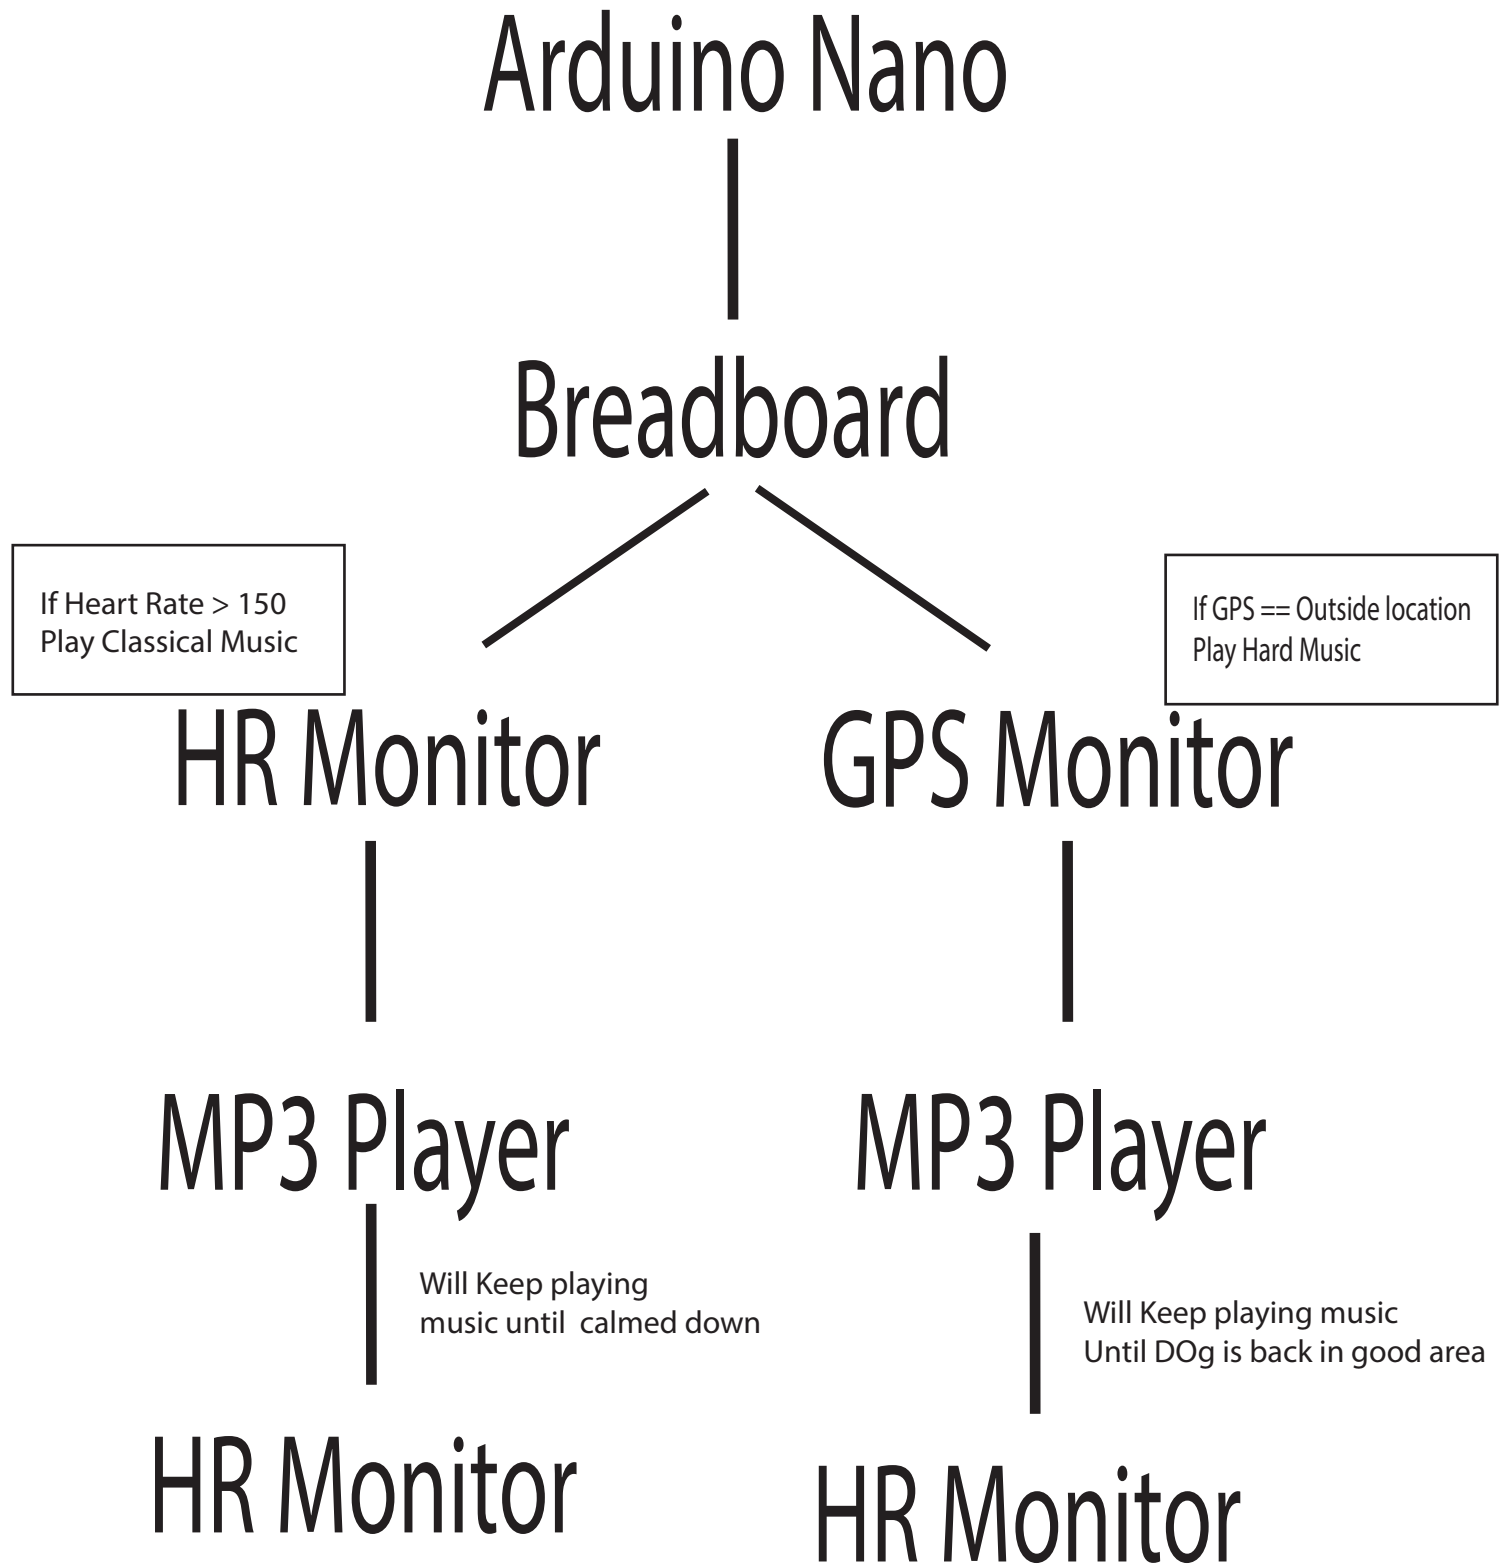 Arduino Nano
Breadboard
If Heart Rate > 150
Play Classical Music
If GPS == Outside location
Play Hard Music
HR Monitor
GPS Monitor
MP3 Player
MP3 Player
Will Keep playing
music until  calmed down
Will Keep playing music
Until DOg is back in good area
HR Monitor
HR Monitor